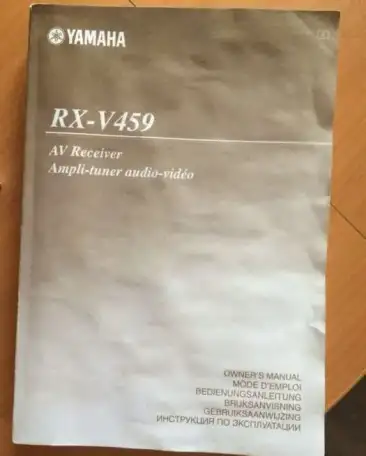 YAMAHA
RX-V459
AV Receiver
Ampli-tuner audio-vidéo
OWNER'S MANUAL
MODE D'EMPLOI
BEDIENUNGSANLEITUNG
BRUKSANVISNING
GEBRUIKSAANWIJZING
ИНСТРУКЦИЯ ПО ЭКСПЛУАТАЦИИ